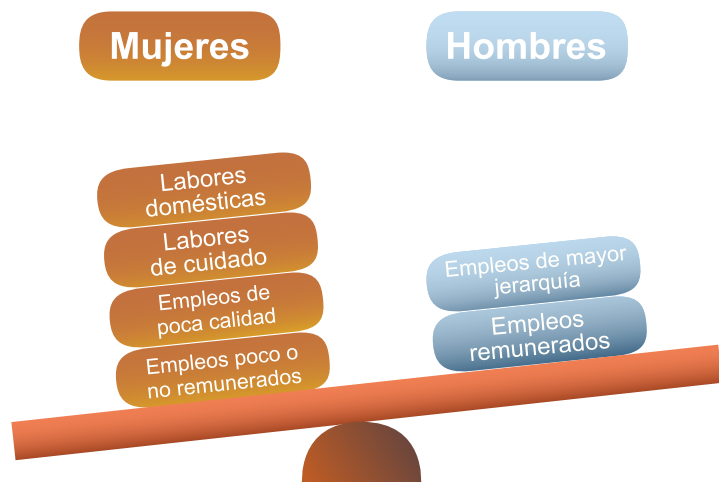 Mujeres
Hombres
Labores
domésticas
Labores
de cuidado
Empleos de
poca calidad
Empleos poco o
no remunerados
Empleos de mayor
jerarquía
Empleos
remunerados